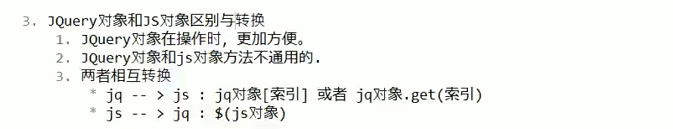 3. JQuery对象和JS对象区别与转换
1. JQuery对象在操作时，更加方便。
2. JQuery对象和js对象方法不通用的.
3. 两者相互转换
* jq -- > js : jq对象[索引] 或者 jq对象.get(索引)
* js -- > jq : $(js对象)